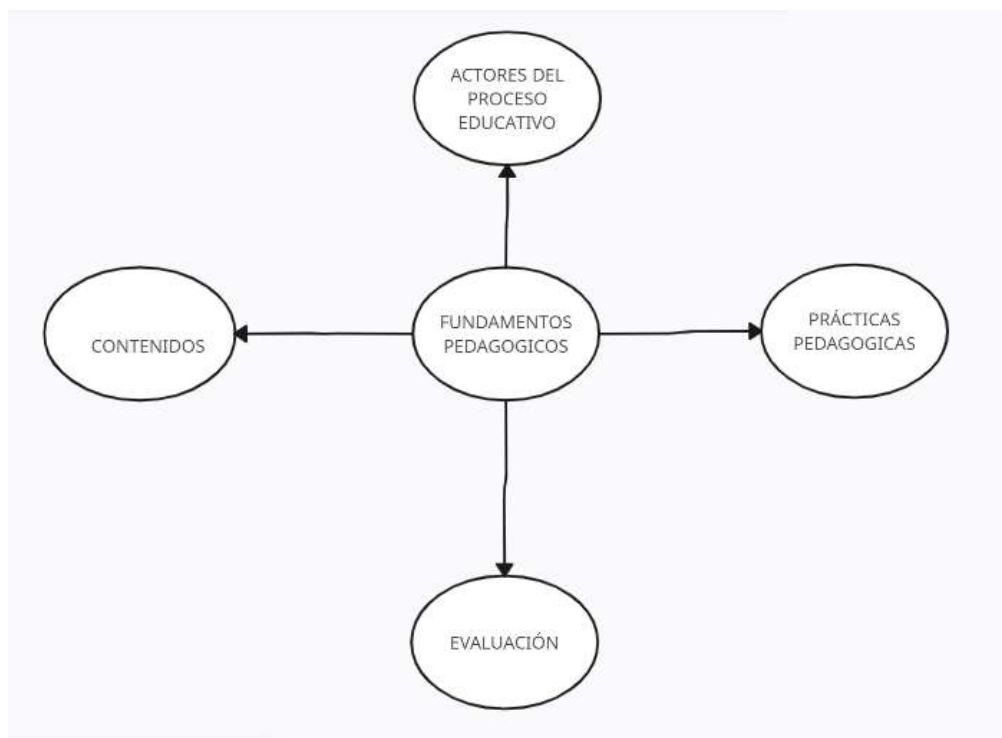 ACTORES DEL
PROCESO
EDUCATIVO
CONTENIDOS
FUNDAMENTOS
PEDAGOGICOS
PRÁCTICAS
PEDAGOGICAS
EVALUACIÓN